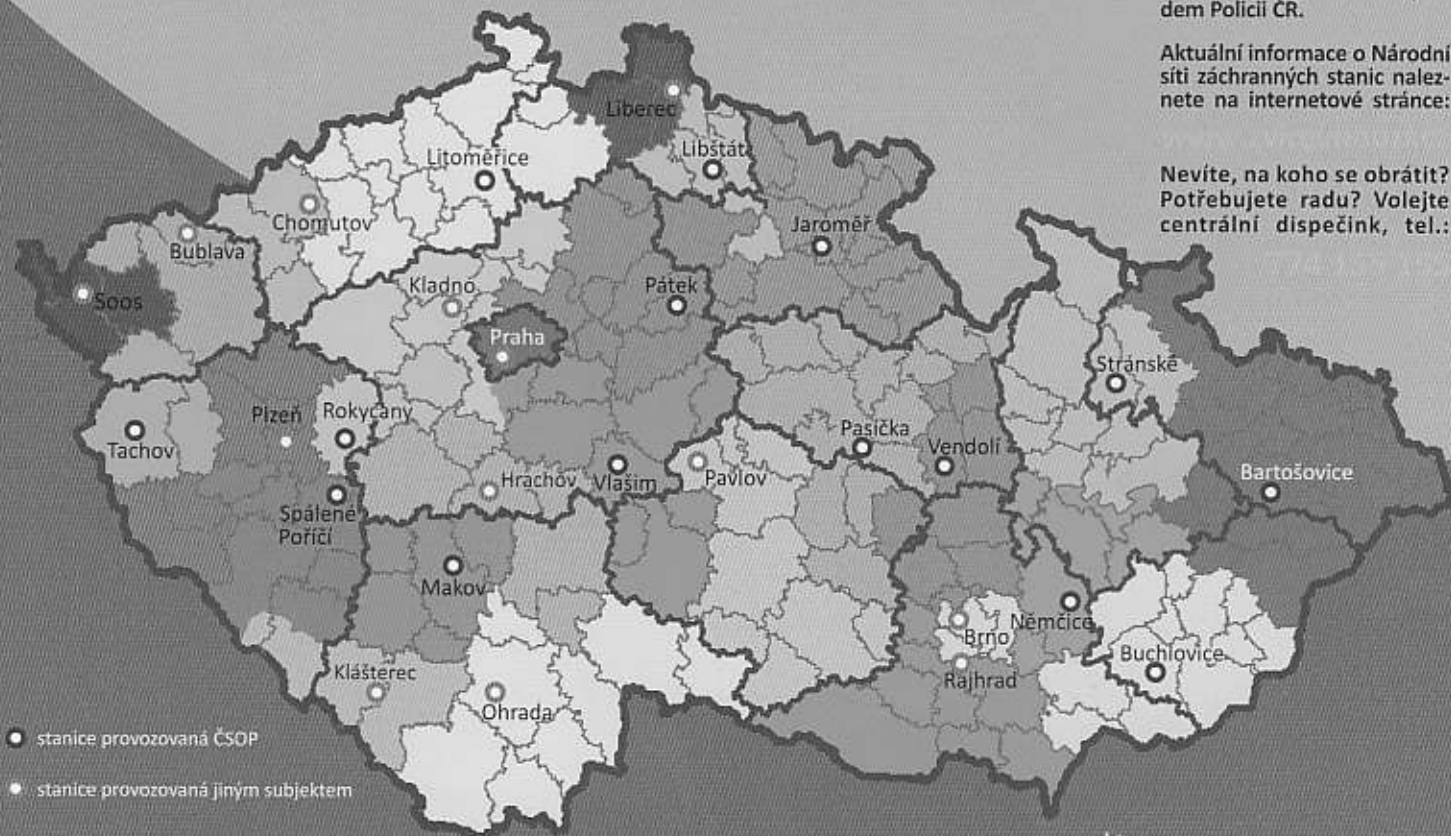 dem Policii ČR.
Aktuální informace o Národní
síti záchranných stanic nalez-
nete na internetové stránce:
Nevíte, na koho se obrátit?
Potřebujete radu? Volejte
centrální dispečink, tel.:
Liberec
Litoměřice
Libštát
Chomutov
Jaroměř
Bublava
Kladno
Pátek
Soos
Praha
Stránské
Plzeň
Rokycany
Tachov
Pasíčka
Vendolí
Hrachov
Vlašim
Pavlov
Bartošovice
Spálené
Poříčí
Makov
Němčice
Brno
Buchlovice
Klášterec
Rajhrad
Ohrada
stanice provozovaná ČSOP
stanice provozovaná jiným subjektem